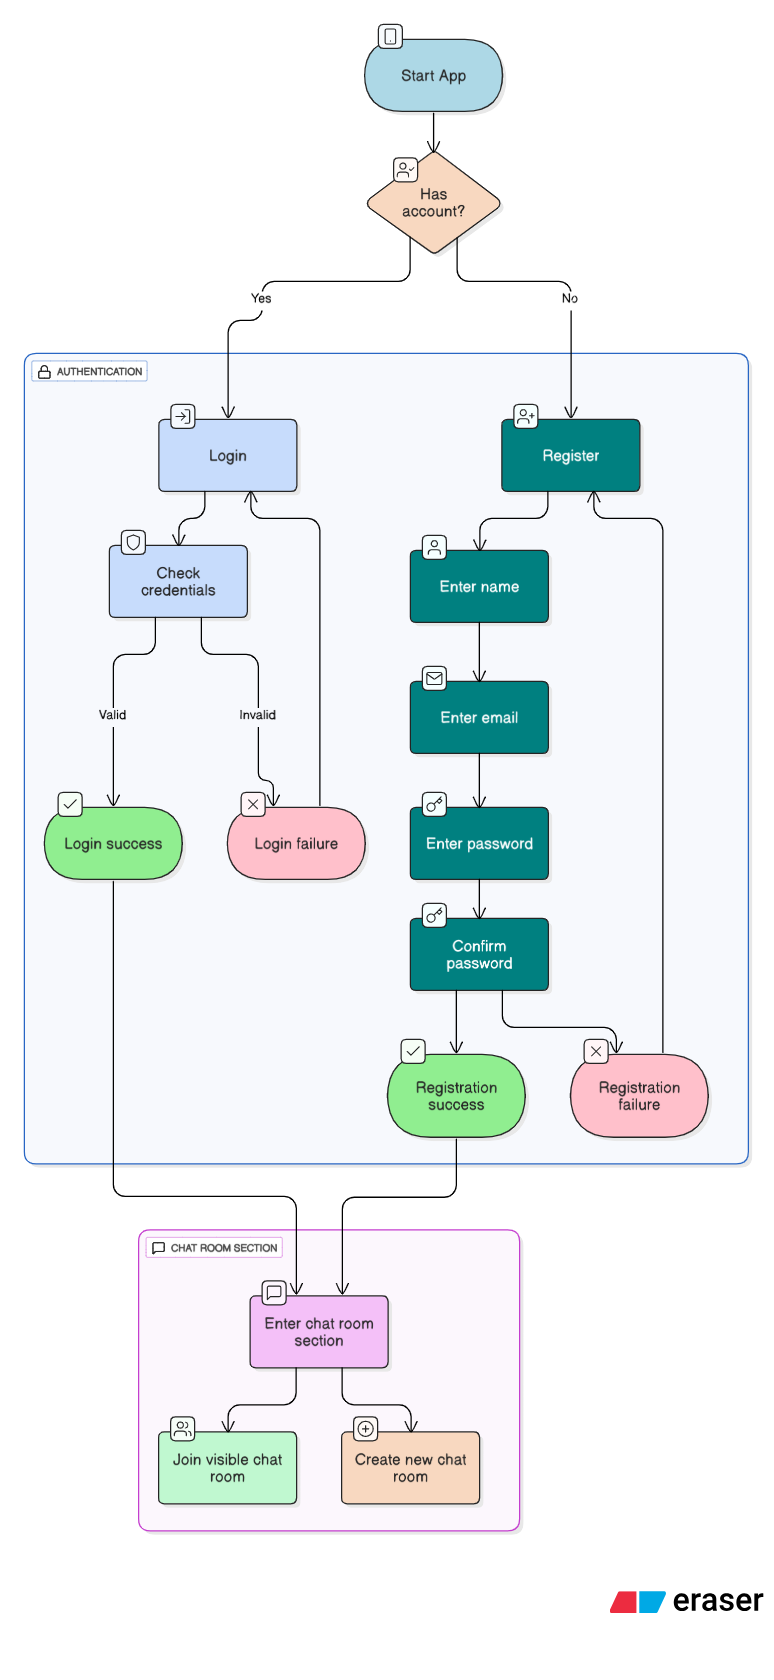 Start App
Has
account?
Yes
No
AUTHENTICATION
Login
Register
Check
credentials
Enter name
Valid
Invalid
Enter email
Login success
Login failure
Enter password
Confirm
password
Registration
success
Registration
failure
CHAT ROOM SECTION
Enter chat room
section
Join visible chat
room
Create new chat
room
eraser